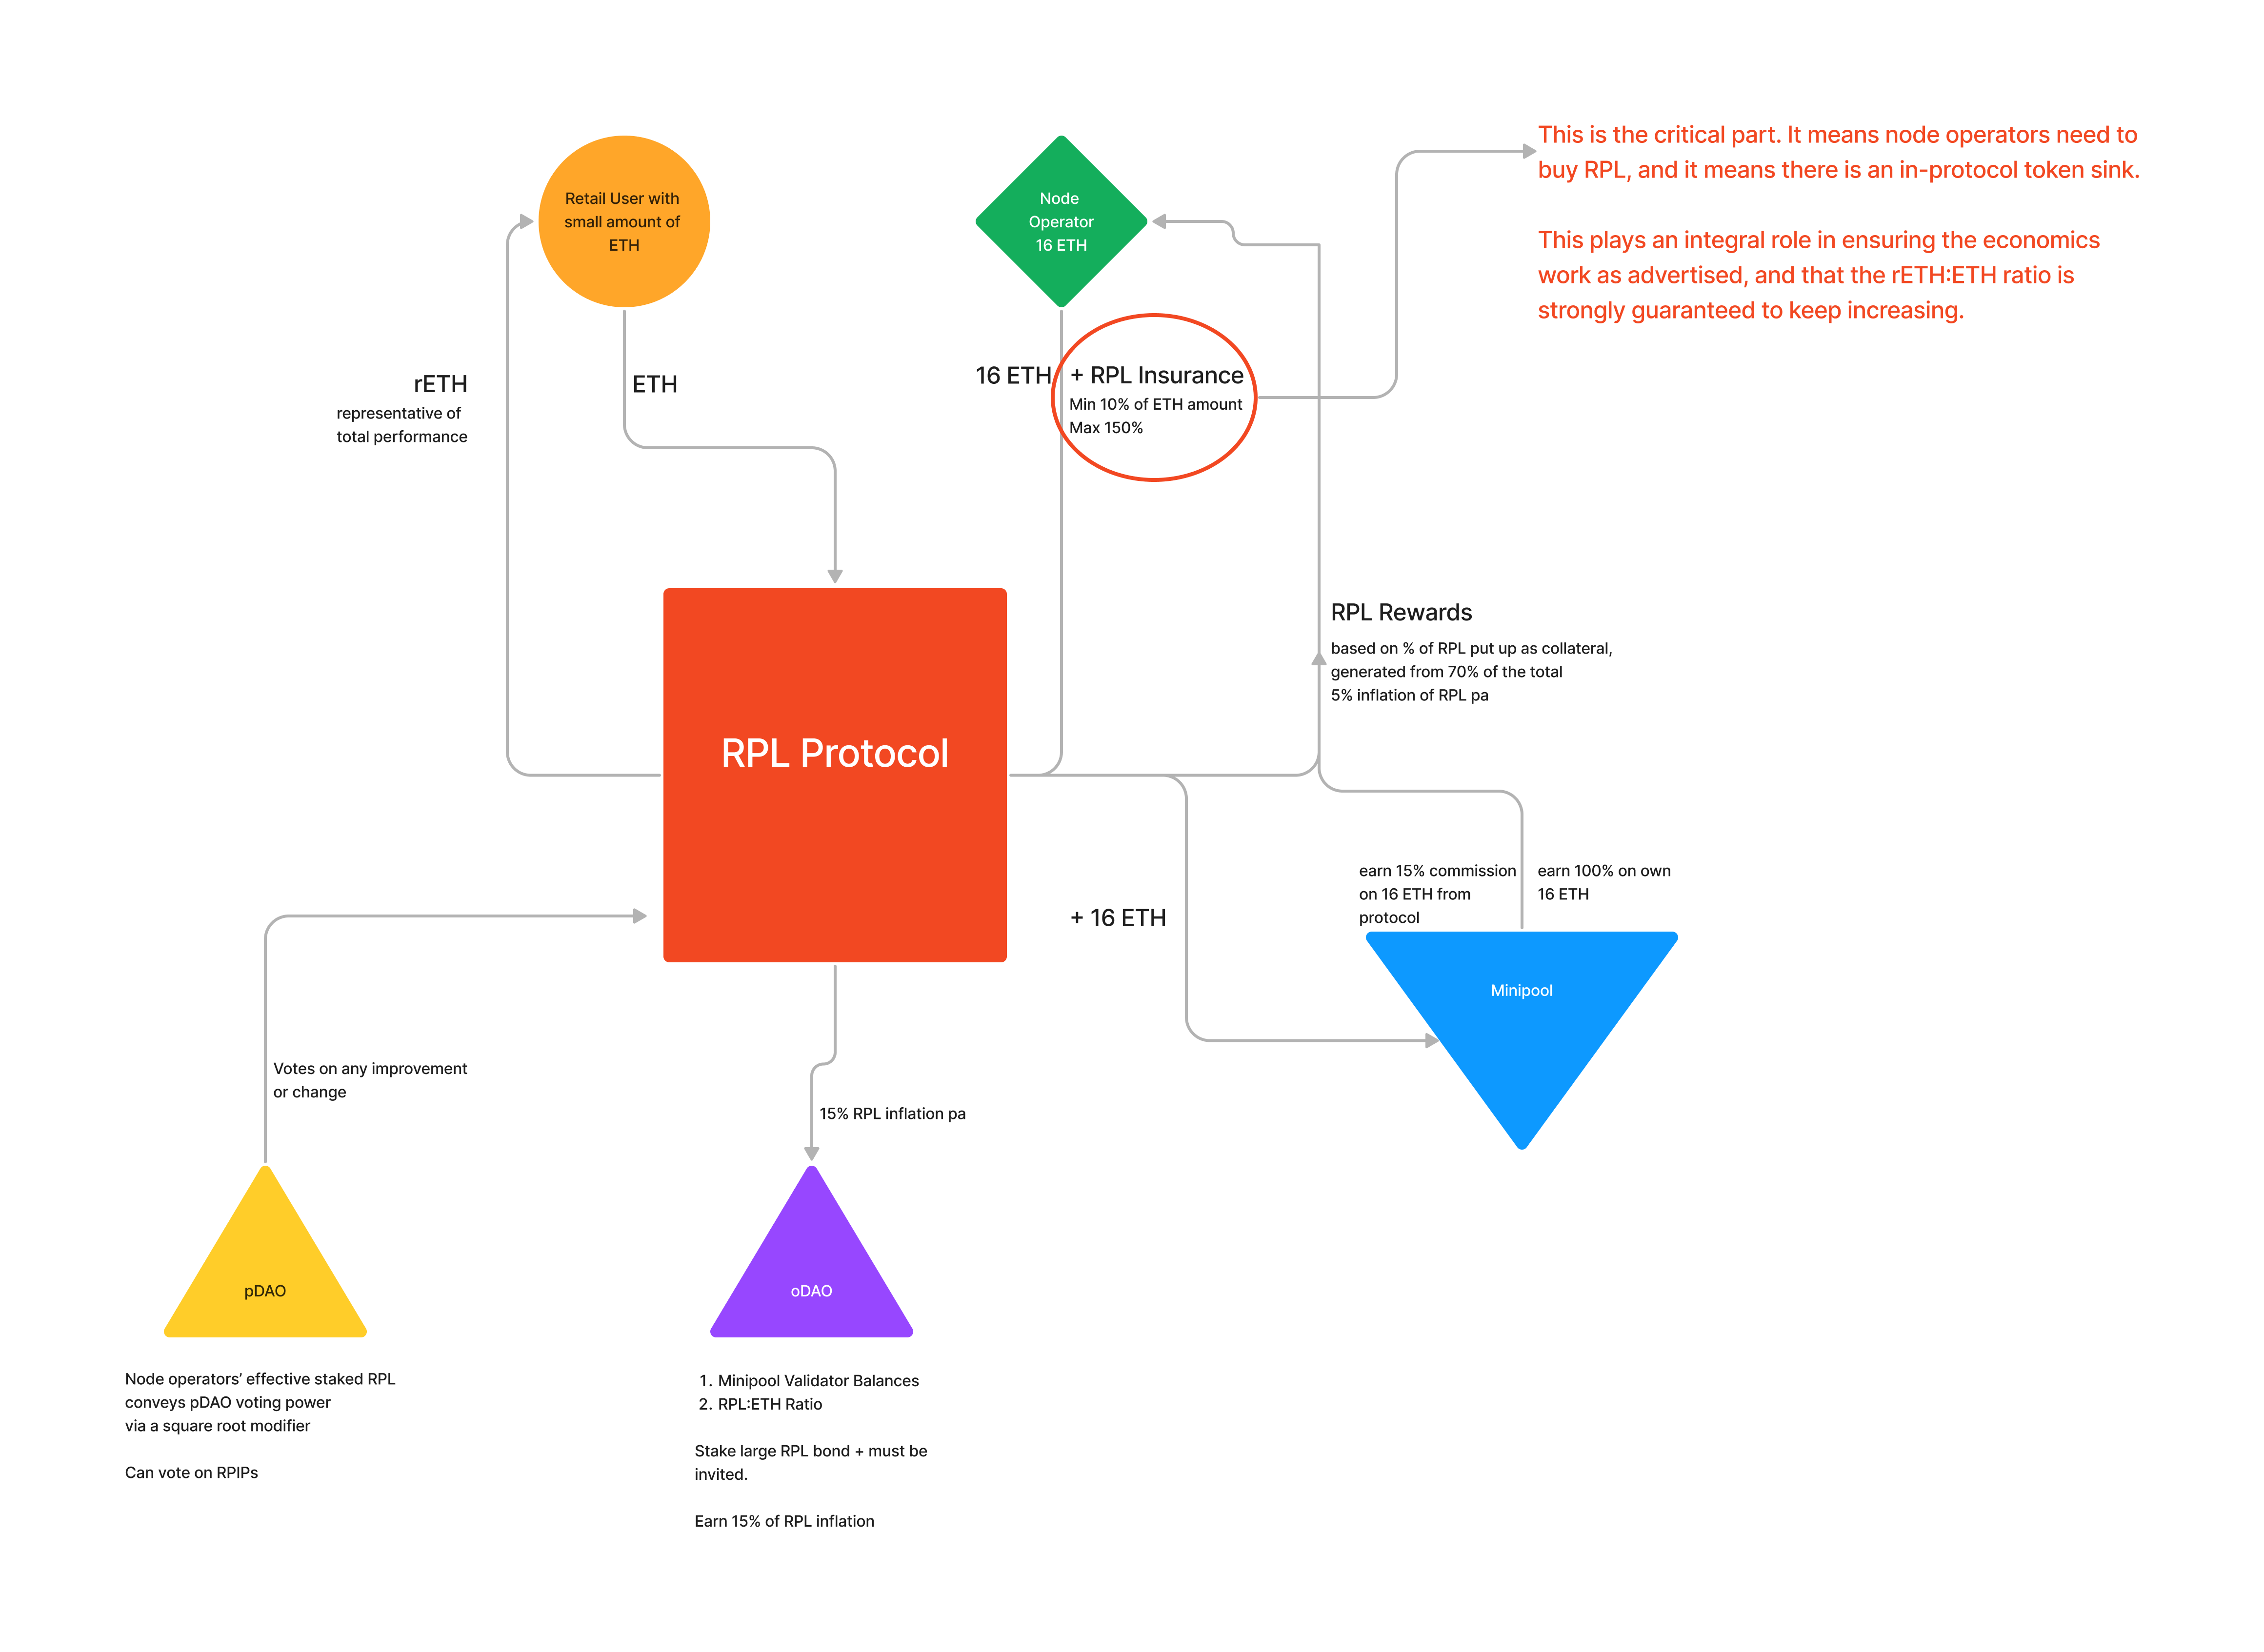 Retail User with
small amount of
ETH
Node
Operator
16 ETH
This is the critical part. It means node operators need to
buy RPL, and it means there is an in-protocol token sink.
This plays an integral role in ensuring the economics
work as advertised, and that the rETH:ETH ratio is
strongly guaranteed to keep increasing.
rETH
representative of
total performance
ETH
16 ETH
+ RPL Insurance
Min 10% of ETH amount
Max 150%
RPL Protocol
RPL Rewards
based on % of RPL put up as collateral,
generated from 70% of the total
5% inflation of RPL pa
+ 16 ETH
earn 15% commission
on 16 ETH from
protocol
earn 100% on own
16 ETH
Minipool
Votes on any improvement
or change
15% RPL inflation pa
pDAO
oDAO
Node operators’ effective staked RPL
conveys pDAO voting power
via a square root modifier
Can vote on RPIPs
1. Minipool Validator Balances
2. RPL:ETH Ratio
Stake large RPL bond + must be
invited.
Earn 15% of RPL inflation